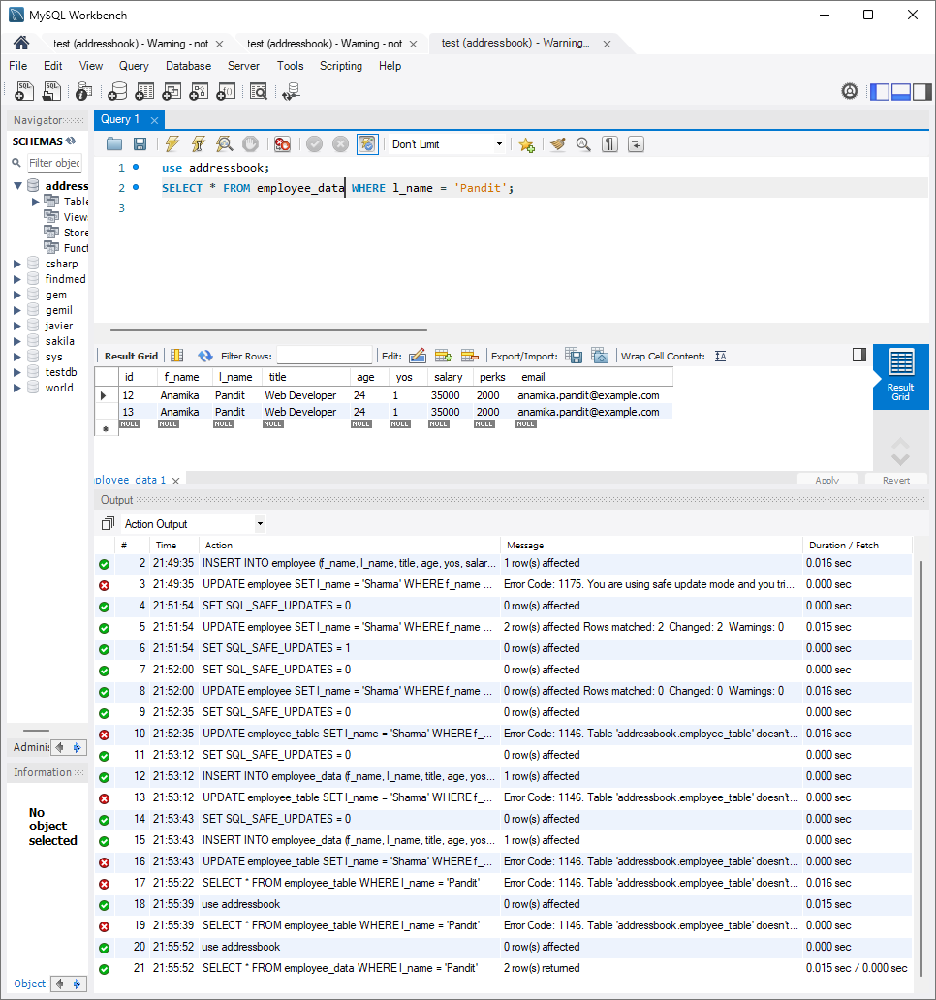 MySQL Workbench
test (addressbook) - Warning - not ...
test (addressbook) - Warning - not ...
test (addressbook) - Warning...
File Edit View Query Database Server Tools Scripting Help
Navigator
Query 1
SCHEMAS
Don't Limit
Filter objec
1 use addressbook;
2 SELECT * FROM employee_data WHERE l_name = 'Pandit';
3
address
Table
View
Store
Funct
csharp
findmed
gem
gemil
javier
sakila
sys
testdb
world
Result Grid Filter Rows: Edit: Export/Import: Wrap Cell Content:
id f_name l_name title age yos salary perks email
12 Anamika Pandit Web Developer 24 1 35000 2000 anamika.pandit@example.com
13 Anamika Pandit Web Developer 24 1 35000 2000 anamika.pandit@example.com
NULL NULL NULL NULL NULL NULL NULL NULL NULL
Result
Grid
ployee_data 1
Apply Revert
Output
Action Output
# Time Action Message Duration / Fetch
2 21:49:35 INSERT INTO employee (f_name, l_name, title, age, yos, salar... 1 row(s) affected 0.016 sec
3 21:49:35 UPDATE employee SET l_name = 'Sharma' WHERE f_name ... Error Code: 1175. You are using safe update mode and you tri... 0.000 sec
4 21:51:54 SET SQL_SAFE_UPDATES = 0 0 row(s) affected 0.000 sec
5 21:51:54 UPDATE employee SET l_name = 'Sharma' WHERE f_name ... 2 row(s) affected Rows matched: 2 Changed: 2 Warnings: 0 0.015 sec
6 21:51:54 SET SQL_SAFE_UPDATES = 1 0 row(s) affected 0.000 sec
7 21:52:00 SET SQL_SAFE_UPDATES = 0 0 row(s) affected 0.000 sec
8 21:52:00 UPDATE employee SET l_name = 'Sharma' WHERE f_name ... 0 row(s) affected Rows matched: 0 Changed: 0 Warnings: 0 0.016 sec
9 21:52:35 SET SQL_SAFE_UPDATES = 0 0 row(s) affected 0.000 sec
10 21:52:35 UPDATE employee_table SET l_name = 'Sharma' WHERE f_... Error Code: 1146. Table 'addressbook.employee_table' doesn't... 0.016 sec
11 21:53:12 SET SQL_SAFE_UPDATES = 0 0 row(s) affected 0.000 sec
12 21:53:12 INSERT INTO employee_data (f_name, l_name, title, age, yos... 1 row(s) affected 0.000 sec
13 21:53:12 UPDATE employee_table SET l_name = 'Sharma' WHERE f_... Error Code: 1146. Table 'addressbook.employee_table' doesn't... 0.000 sec
14 21:53:43 SET SQL_SAFE_UPDATES = 0 0 row(s) affected 0.000 sec
15 21:53:43 INSERT INTO employee_data (f_name, l_name, title, age, yos... 1 row(s) affected 0.000 sec
16 21:53:43 UPDATE employee_table SET l_name = 'Sharma' WHERE f_... Error Code: 1146. Table 'addressbook.employee_table' doesn't... 0.000 sec
17 21:55:22 SELECT * FROM employee_table WHERE l_name = 'Pandit' Error Code: 1146. Table 'addressbook.employee_table' doesn't... 0.016 sec
18 21:55:39 use addressbook 0 row(s) affected 0.015 sec
19 21:55:39 SELECT * FROM employee_table WHERE l_name = 'Pandit' Error Code: 1146. Table 'addressbook.employee_table' doesn't... 0.000 sec
20 21:55:52 use addressbook 0 row(s) affected 0.000 sec
21 21:55:52 SELECT * FROM employee_data WHERE l_name = 'Pandit' 2 row(s) returned 0.015 sec / 0.000 sec
Adminis
Information
No
object
selected
Object